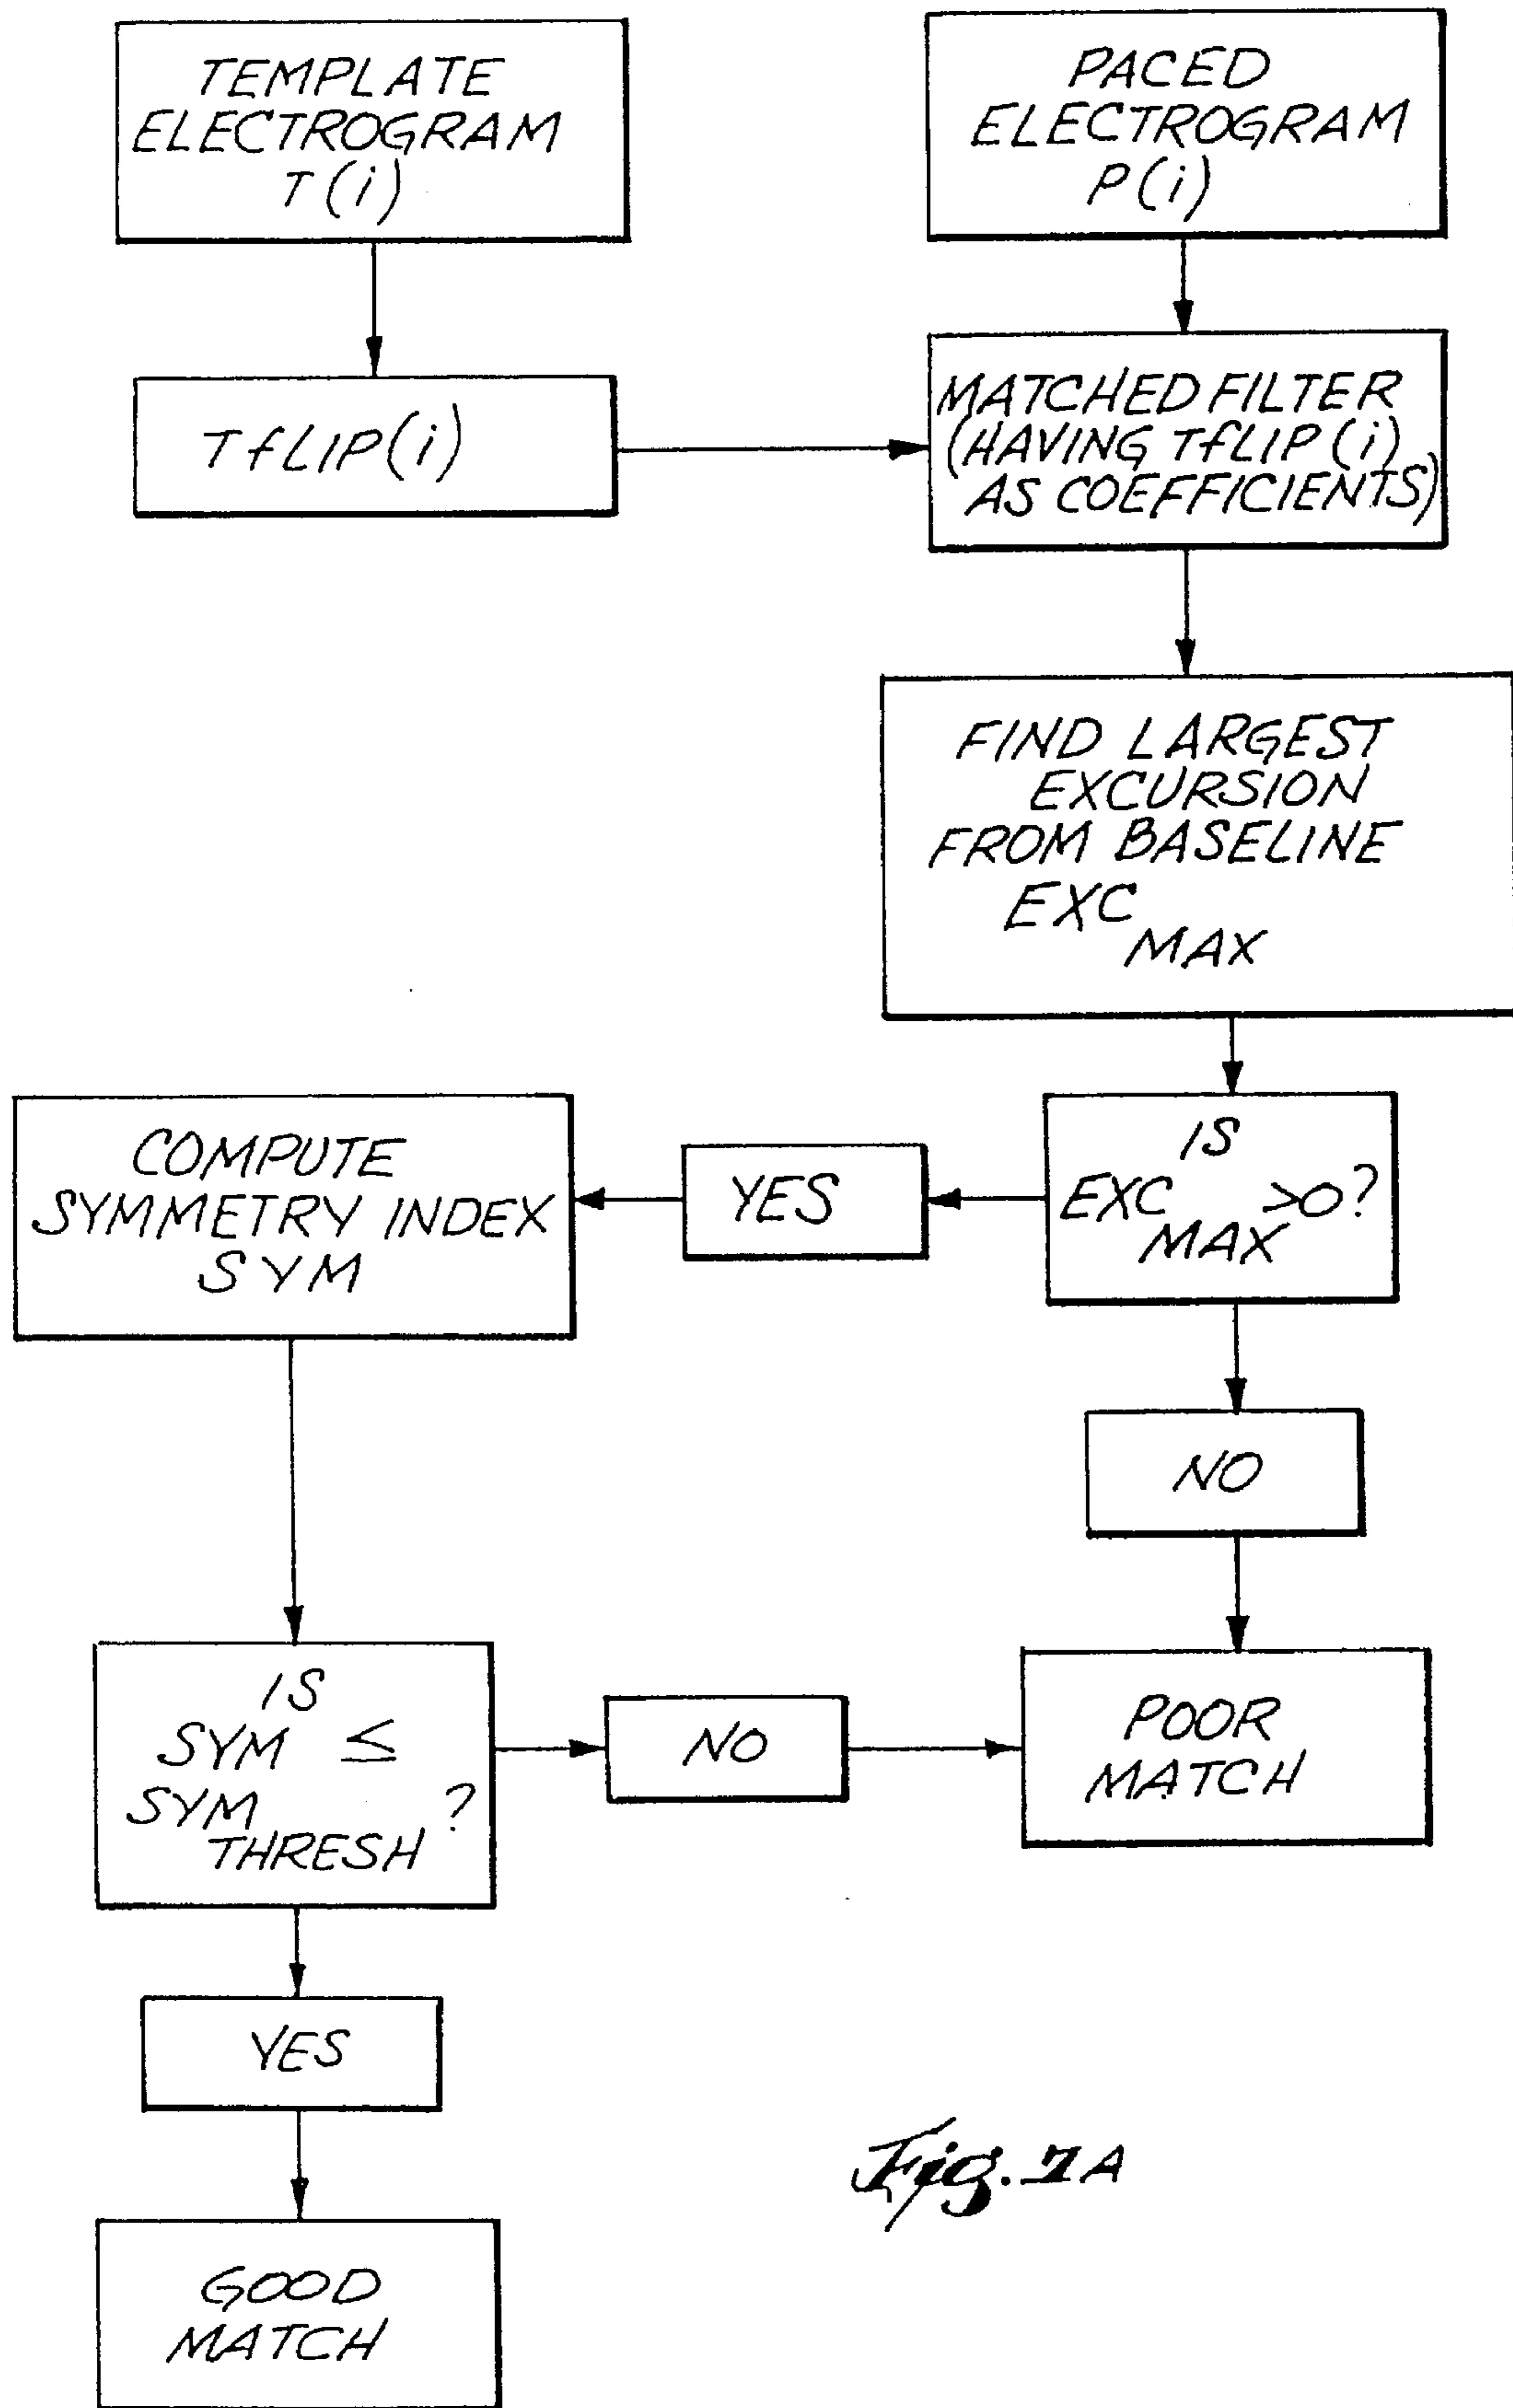 TEMPLATE
ELECTROGRAM
T(i)
PACED
ELECTROGRAM
P(i)
TfLIP(i)
MATCHED FILTER
(HAVING TfLIP(i)
AS COEFFICIENTS)
FIND LARGEST
EXCURSION
FROM BASELINE
EXC
MAX
IS
EXC >0?
MAX
YES
COMPUTE
SYMMETRY INDEX
SYM
NO
IS
SYM ≤
SYM ?
THRESH
NO
POOR
MATCH
YES
GOOD
MATCH
Fig. 7A